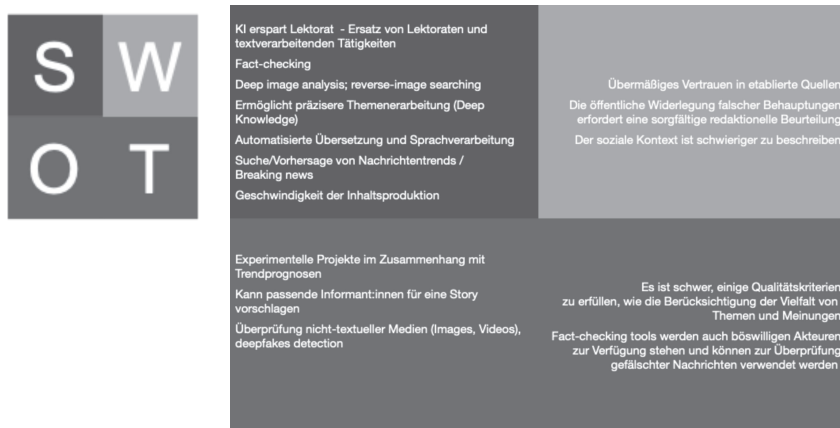 S W
O T
KI erspart Lektorat - Ersatz von Lektoraten und
textverarbeitenden Tätigkeiten
Fact-checking
Deep image analysis; reverse-image searching
Ermöglicht präzisere Themenerarbeitung (Deep
Knowledge)
Automatisierte Übersetzung und Sprachverarbeitung
Suche/Vorhersage von Nachrichtentrends /
Breaking news
Geschwindigkeit der Inhaltsproduktion
Übermäßiges Vertrauen in etablierte Quellen
Die öffentliche Widerlegung falscher Behauptungen
erfordert eine sorgfältige redaktionelle Beurteilung
Der soziale Kontext ist schwieriger zu beschreiben
Experimentelle Projekte im Zusammenhang mit
Trendprognosen
Kann passende Informant:innen für eine Story
vorschlagen
Überprüfung nicht-textueller Medien (Images, Videos),
deepfakes detection
Es ist schwer, einige Qualitätskriterien
zu erfüllen, wie die Berücksichtigung der Vielfalt von
Themen und Meinungen
Fact-checking tools werden auch böswilligen Akteuren
zur Verfügung stehen und können zur Überprüfung
gefälschter Nachrichten verwendet werden